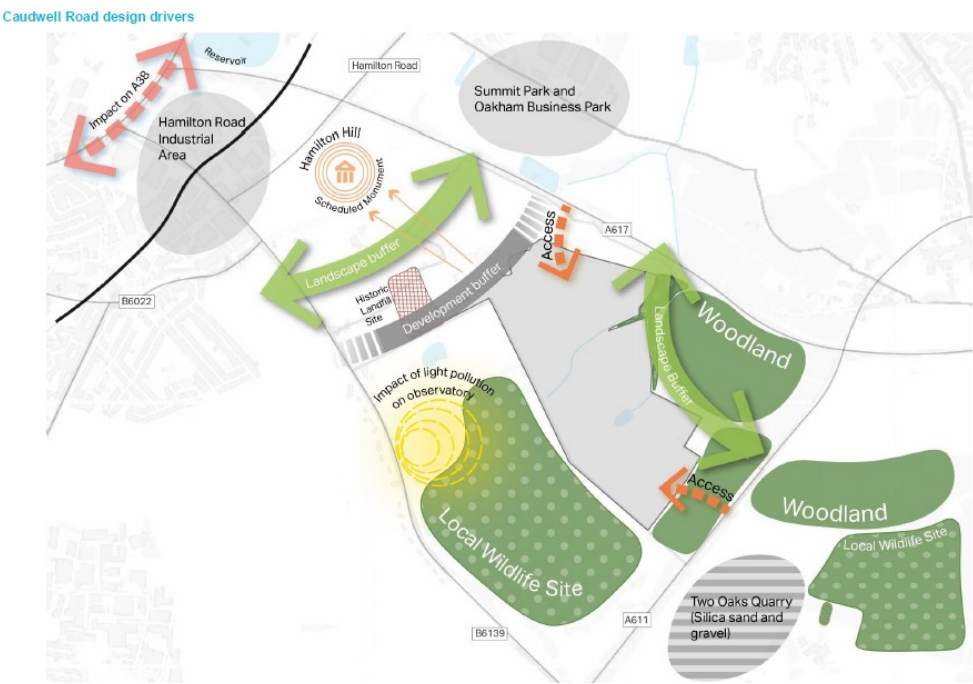 Caudwell Road design drivers
Reservoir
Hamilton Road
Impact on A38
Summit Park and
Oakham Business Park
Hamilton Road
Industrial
Area
Hamilton Hill
Scheduled Monument
Access
A617
Landscape buffer
Historic
Landfill
Site
Development buffer
B6022
Woodland
Landscape Buffer
Impact of light pollution
on observatory
Access
Woodland
Local Wildlife Site
Local Wildlife Site
Two Oaks Quarry
(Silica sand and
gravel)
A611
B6139